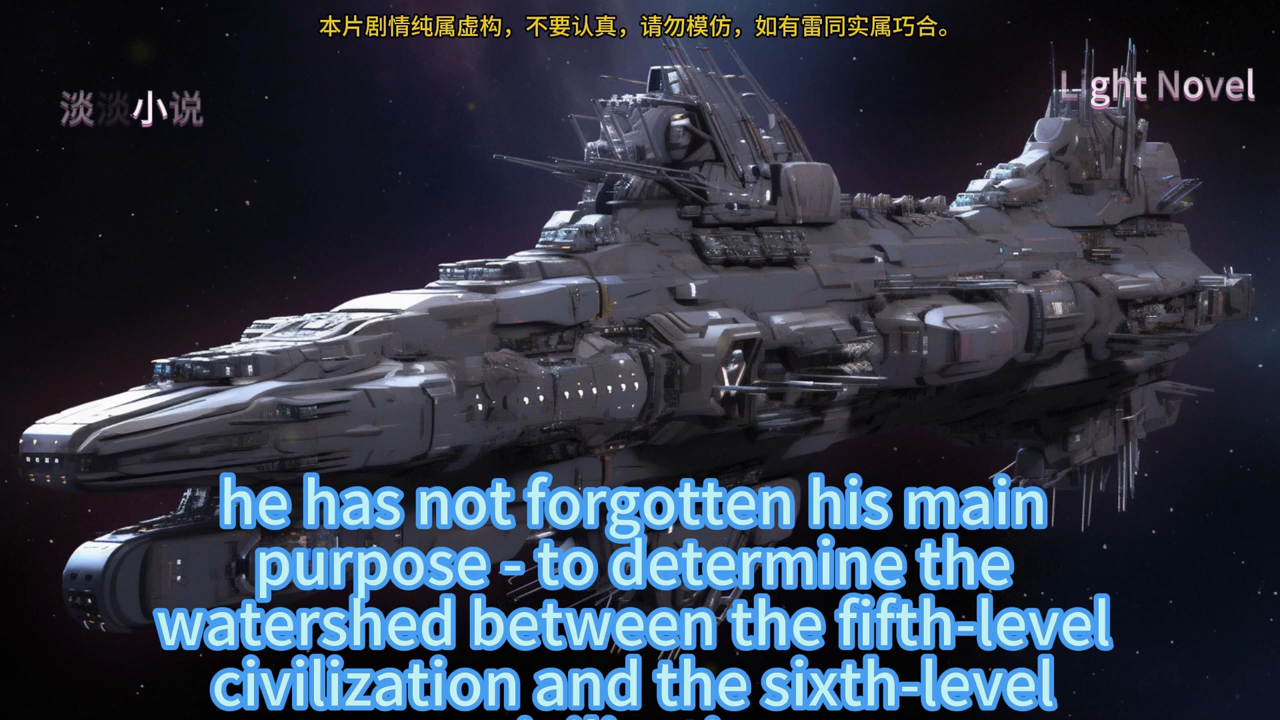 本片剧情纯属虚构，不要认真，请勿模仿，如有雷同实属巧合。
淡淡小说
Light Novel
he has not forgotten his main
purpose - to determine the
watershed between the fifth-level
civilization and the sixth-level